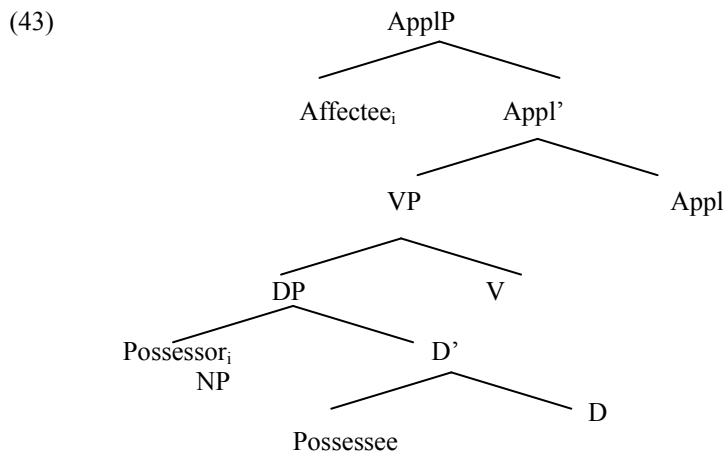 (43) ApplP
Affecteeᵢ Appl’
VP Appl
DP V
Possessorᵢ D’
NP
D
Possessee